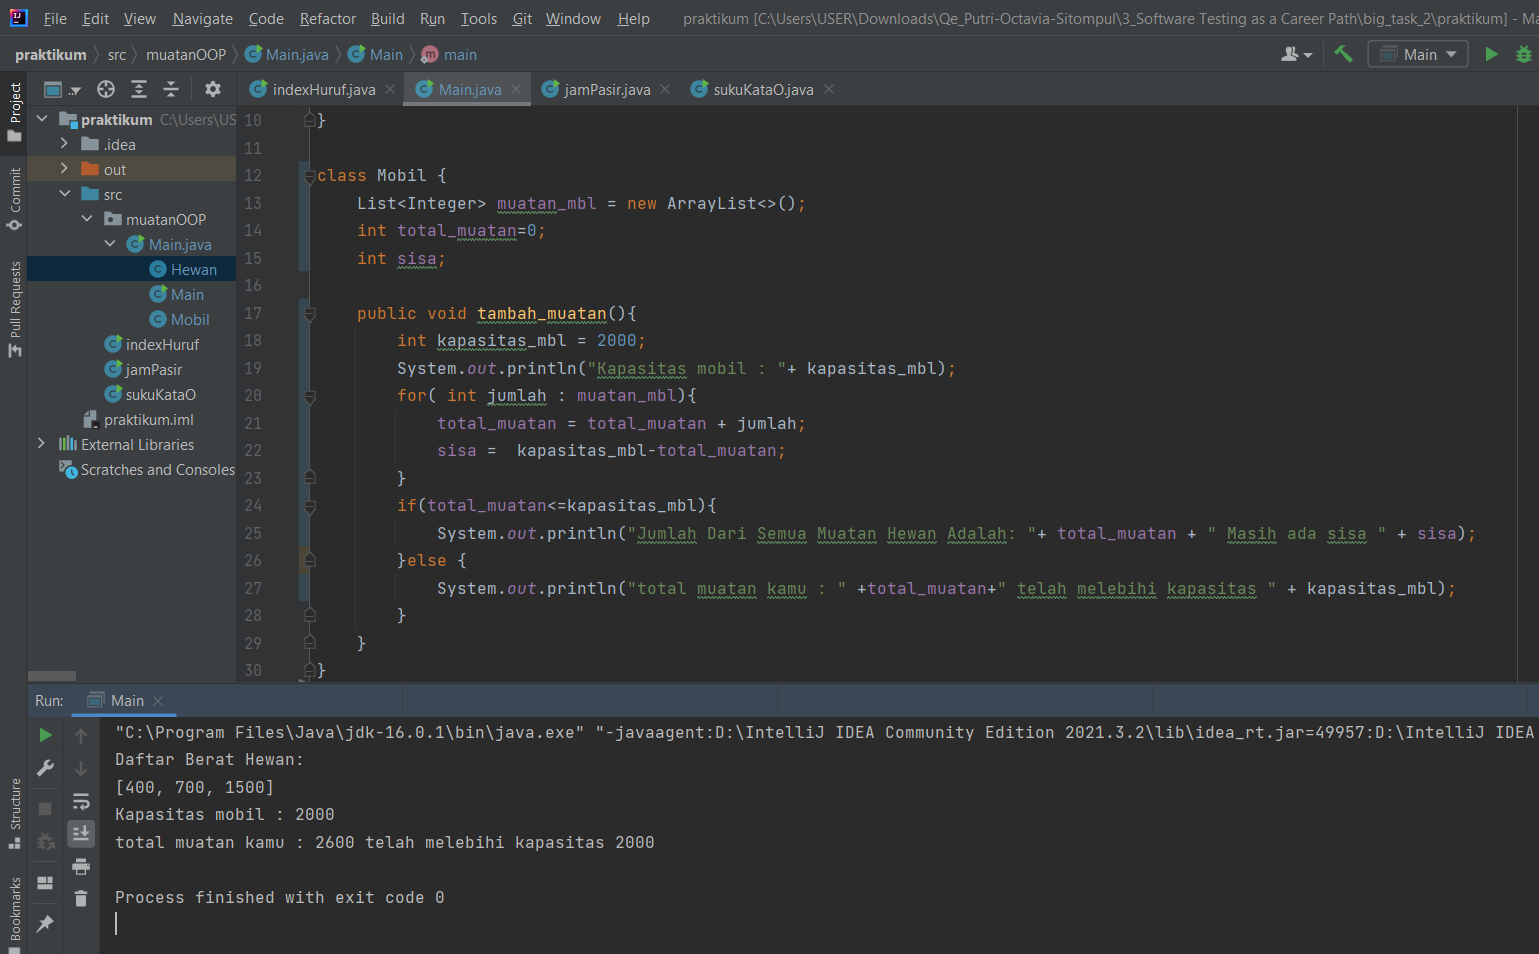 File Edit View Navigate Code Refactor Build Run Tools Git Window Help praktikum [C:\Users\USER\Downloads\Qe_Putri-Octavia-Sitompul\3_Software Testing as a Career Path\big_task_2\praktikum] - Ma
praktikum src muatanOOP Main.java Main main Main
Project
Commit
Pull Requests
Structure
Bookmarks
praktikum C:\Users\US
.idea
out
src
muatanOOP
Main.java
Hewan
Main
Mobil
indexHuruf
jamPasir
sukuKataO
praktikum.iml
External Libraries
Scratches and Consoles
indexHuruf.java Main.java jamPasir.java sukuKataO.java
10 }
11
12 class Mobil {
13 List<Integer> muatan_mbl = new ArrayList<>();
14 int total_muatan=0;
15 int sisa;
16
17 public void tambah_muatan(){
18 int kapasitas_mbl = 2000;
19 System.out.println("Kapasitas mobil : "+ kapasitas_mbl);
20 for( int jumlah : muatan_mbl){
21 total_muatan = total_muatan + jumlah;
22 sisa =  kapasitas_mbl-total_muatan;
23 }
24 if(total_muatan<=kapasitas_mbl){
25 System.out.println("Jumlah Dari Semua Muatan Hewan Adalah: "+ total_muatan + " Masih ada sisa " + sisa);
26 }else {
27 System.out.println("total muatan kamu : " +total_muatan+" telah melebihi kapasitas " + kapasitas_mbl);
28 }
29 }
30 }
Run: Main
"C:\Program Files\Java\jdk-16.0.1\bin\java.exe" "-javaagent:D:\IntelliJ IDEA Community Edition 2021.3.2\lib\idea_rt.jar=49957:D:\IntelliJ IDEA
Daftar Berat Hewan:
[400, 700, 1500]
Kapasitas mobil : 2000
total muatan kamu : 2600 telah melebihi kapasitas 2000
Process finished with exit code 0